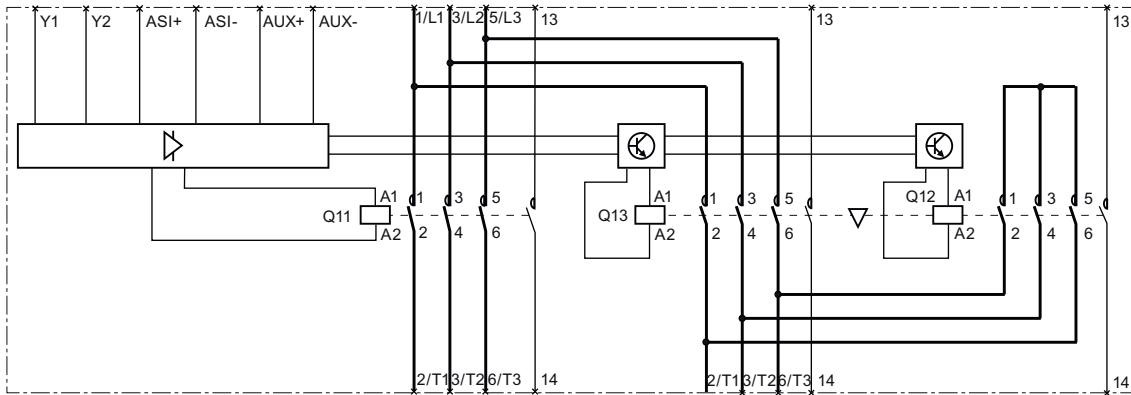 Y1 Y2 ASI+ ASI- AUX+ AUX- 1/L1 3/L2 5/L3 13 13 13
Q11 A1 1 3 5 Q13 A1 1 3 5 Q12 A1 1 3 5
A2 2 4 6 A2 2 4 6 A2 2 4 6
2/T1 3/T2 6/T3 14 2/T1 3/T2 6/T3 14 14